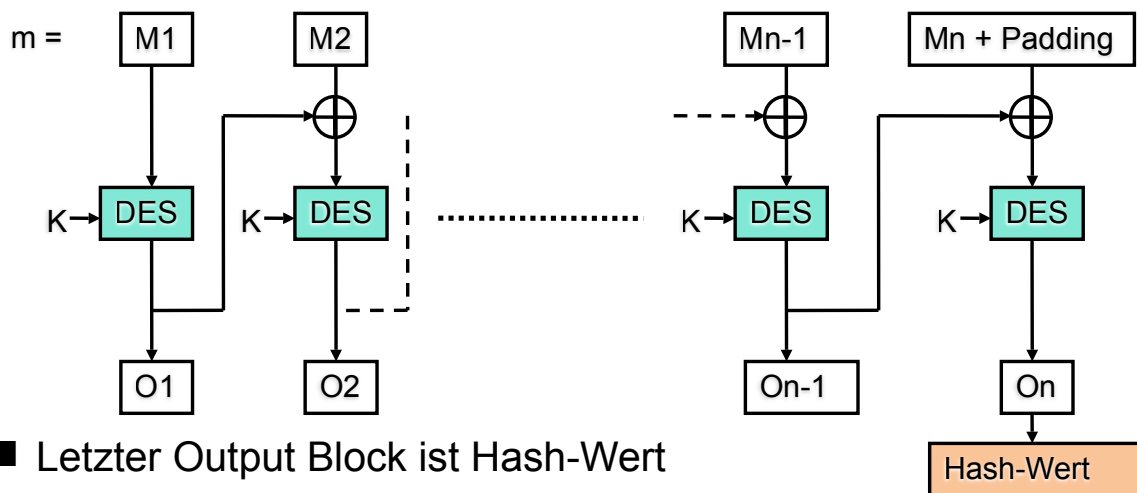 m = M1 M2 Mn-1 Mn + Padding
K DES K DES K DES K DES
O1 O2 On-1 On
■ Letzter Output Block ist Hash-Wert
Hash-Wert